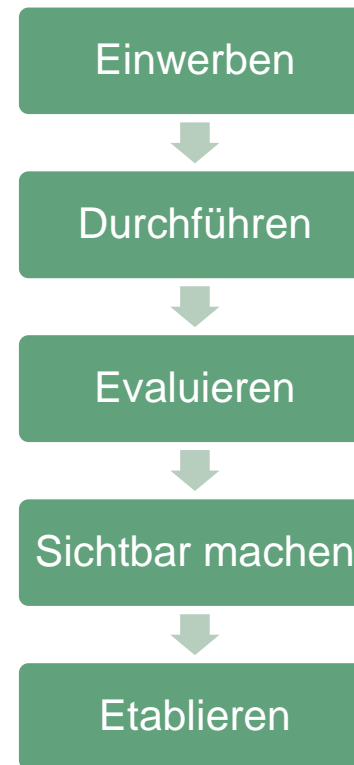 Einwerben
Durchführen
Evaluieren
Sichtbar machen
Etablieren